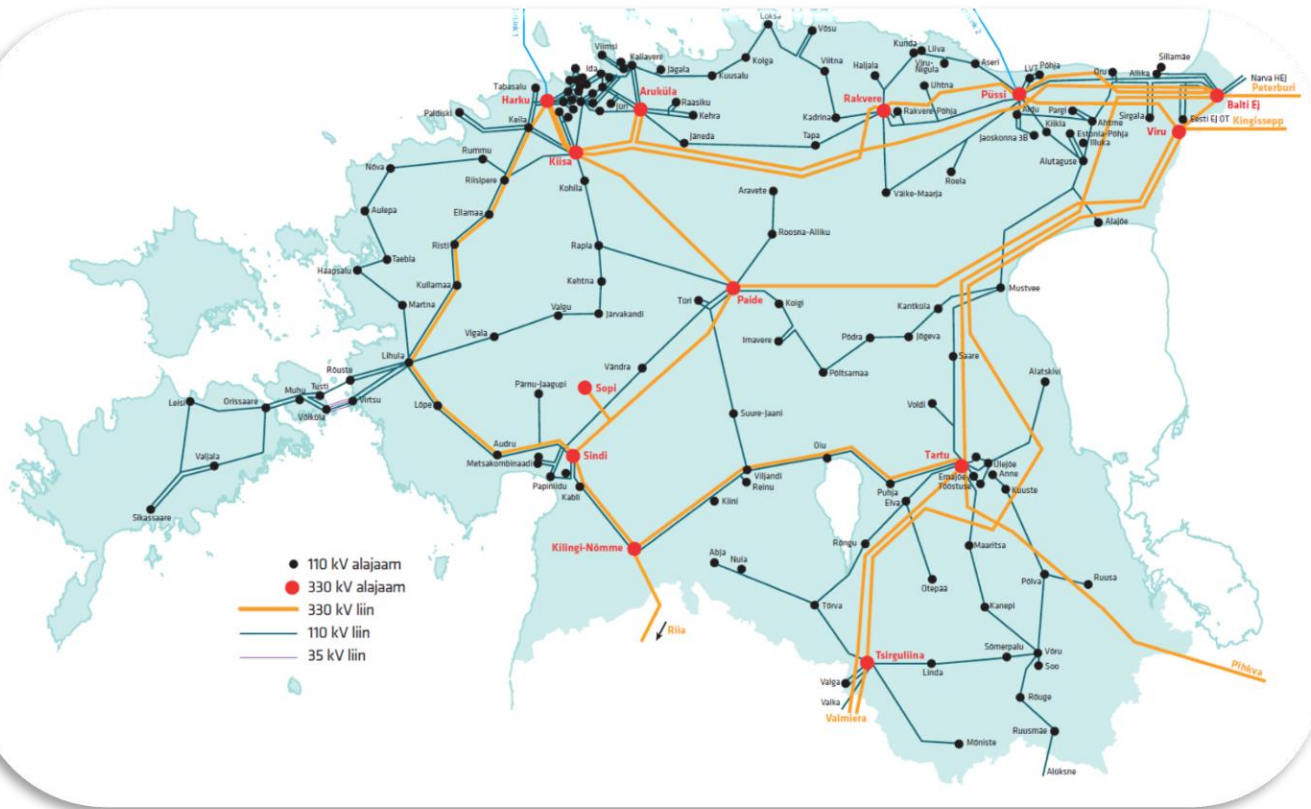 Loksa
Võsu
Viimsi
Kallavere
Ida
Jägala
Kuusalu
Kolga
Viitna
Haljala
Kunda
Liiva
Viru-
Nigula
Aseri
Uhtna
LVT
Põhja
Oru
Allika
Sillamäe
Narva HEJ
Peterburi
Balti Ej
Kingissepp
Eesti EJ OT
Viru
Tabasalu
Harku
Paldiski
Keila
Jüri
Aruküla
Raasiku
Kehra
Jäneda
Kadrina
Tapa
Rakvere
Rakvere-Põhja
Püssi
Aidu
Jaoskonna 3B
Kiikla
Pargi
Ahtme
Estonia-Põhja
Illuka
Sirgala
Alutaguse
Kiisa
Rummu
Riisipere
Nõva
Kohila
Aravete
Väike-Maarja
Roela
Aulepa
Ellamaa
Risti
Rapla
Roosna-Alliku
Alajõe
Taebla
Haapsalu
Kullamaa
Kehtna
Paide
Mustvee
Martna
Valgu
Järvakandi
Türi
Koigi
Kantküla
Vigala
Imavere
Põdra
Jõgeva
Lihula
Saare
Rõuste
Vändra
Põltsamaa
Alatskivi
Muhu
Tusti
Virtsu
Võiküla
Leisi
Orissaare
Pärnu-Jaagupi
Sopi
Lõpe
Voldi
Suure-Jaani
Valjala
Audru
Metsakombinaadi
Sindi
Papiniidu
Kabli
Oiu
Tartu
Ülejõe
Anne
Emajõe
Tööstuse
Kuuste
Viljandi
Reinu
Puhja
Elva
Sikassaare
Kilingi-Nõmme
Abja
Nuia
Rõngu
Maaritsa
Otepää
Põlva
Ruusa
110 kV alajaam
330 kV alajaam
330 kV liin
110 kV liin
35 kV liin
Riia
Tõrva
Kanepi
Tsirguliina
Sõmerpalu
Võru
Soo
Linda
Pihkva
Valga
Valka
Valmiera
Rõuge
Mõniste
Ruusmäe
Alūksne